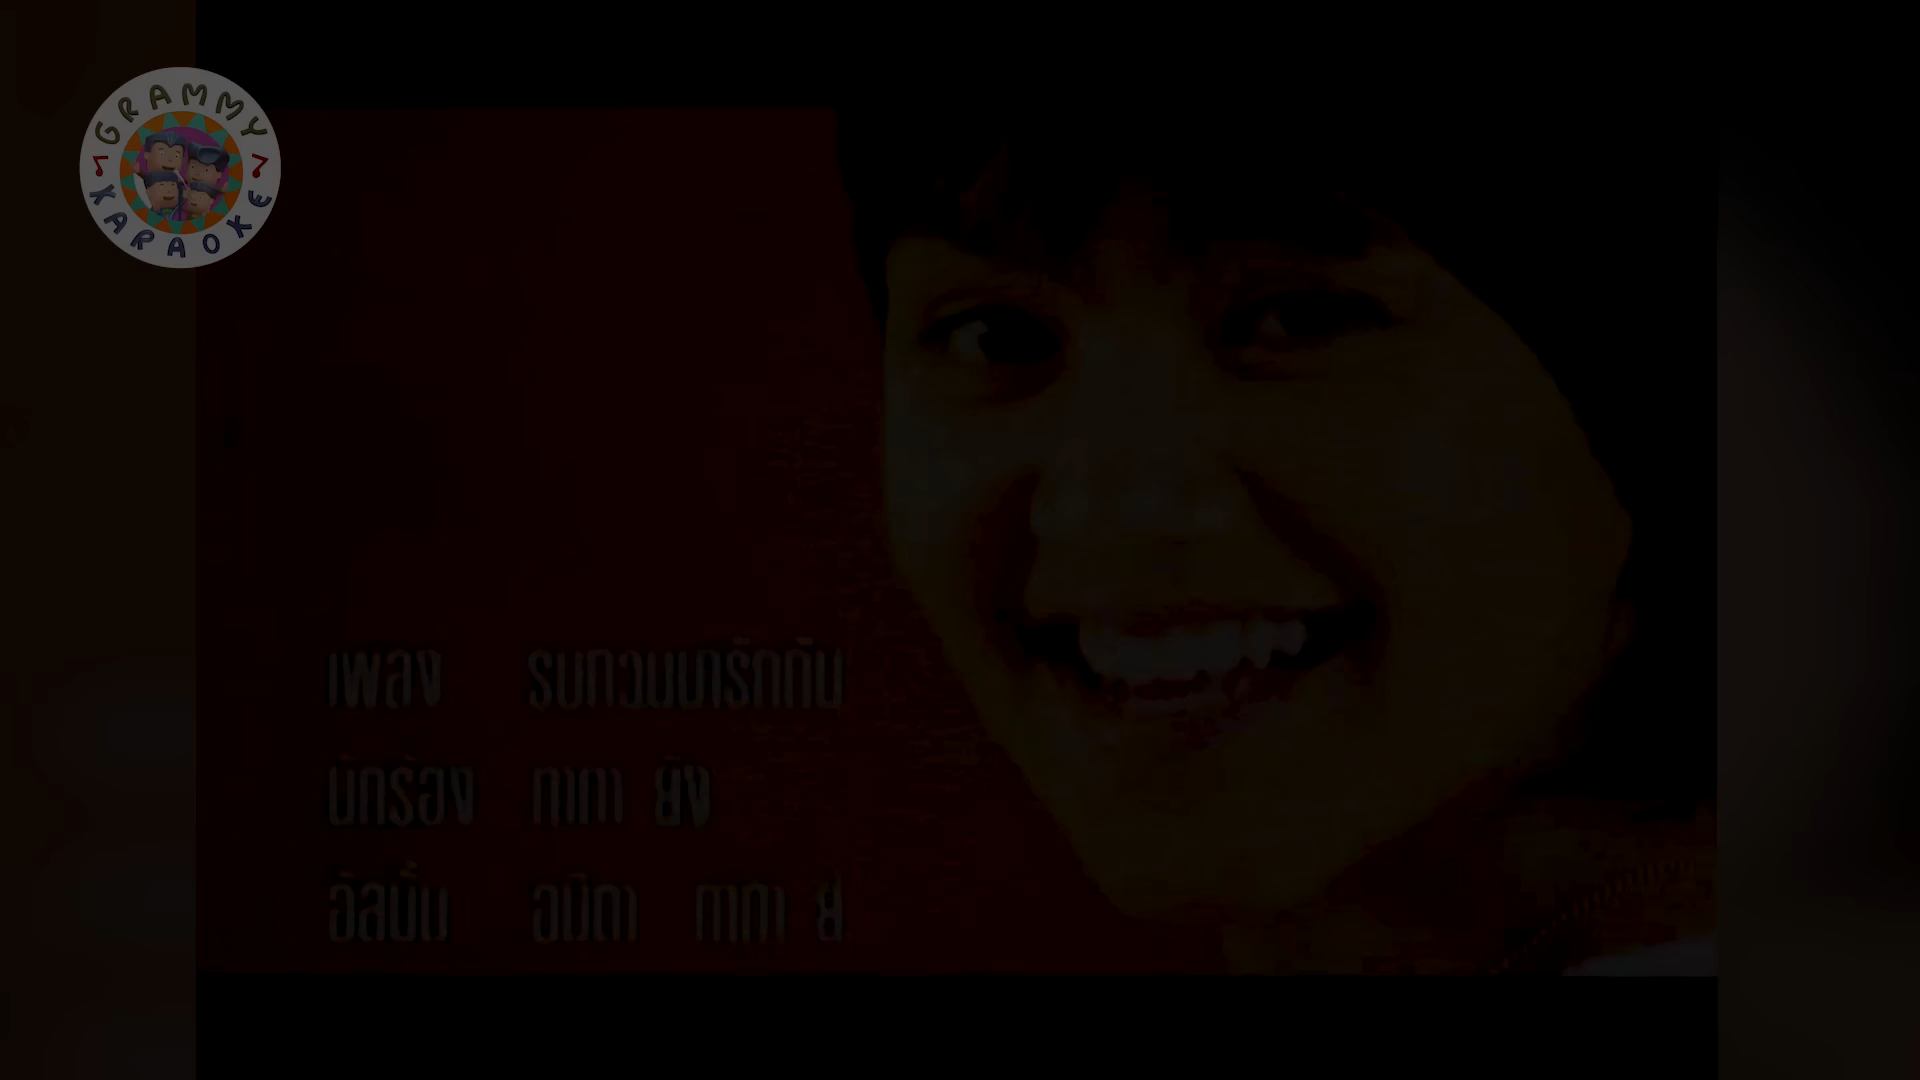 GRAMMY
KARAOKE
เพลง รบกวนมารักกัน
นักร้อง ทาทา ยัง
อัลบั้ม อมิตา ทาทา ยั